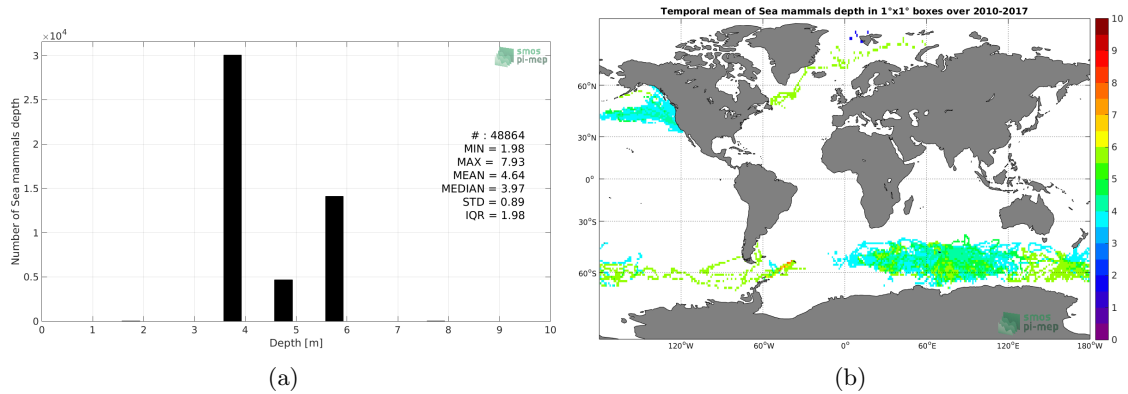 ×10⁴
3
2.5
2
1.5
1
0.5
0
Number of Sea mammals depth
smos
pi-mep
# : 48864
MIN = 1.98
MAX = 7.93
MEAN = 4.64
MEDIAN = 3.97
STD = 0.89
IQR = 1.98
0 1 2 3 4 5 6 7 8 9 10
Depth [m]
(a)
Temporal mean of Sea mammals depth in 1°x1° boxes over 2010-2017
60°N
30°N
0°
30°S
60°S
120°W 60°W 0° 60°E 120°E 180°W
smos
pi-mep
10
9
8
7
6
5
4
3
2
1
0
(b)